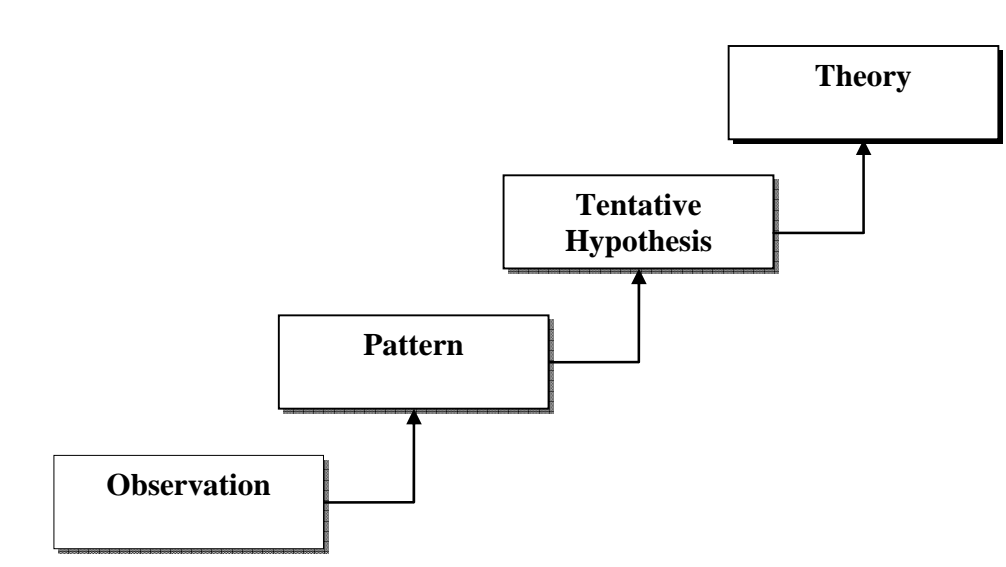 Theory
Tentative
Hypothesis
Pattern
Observation